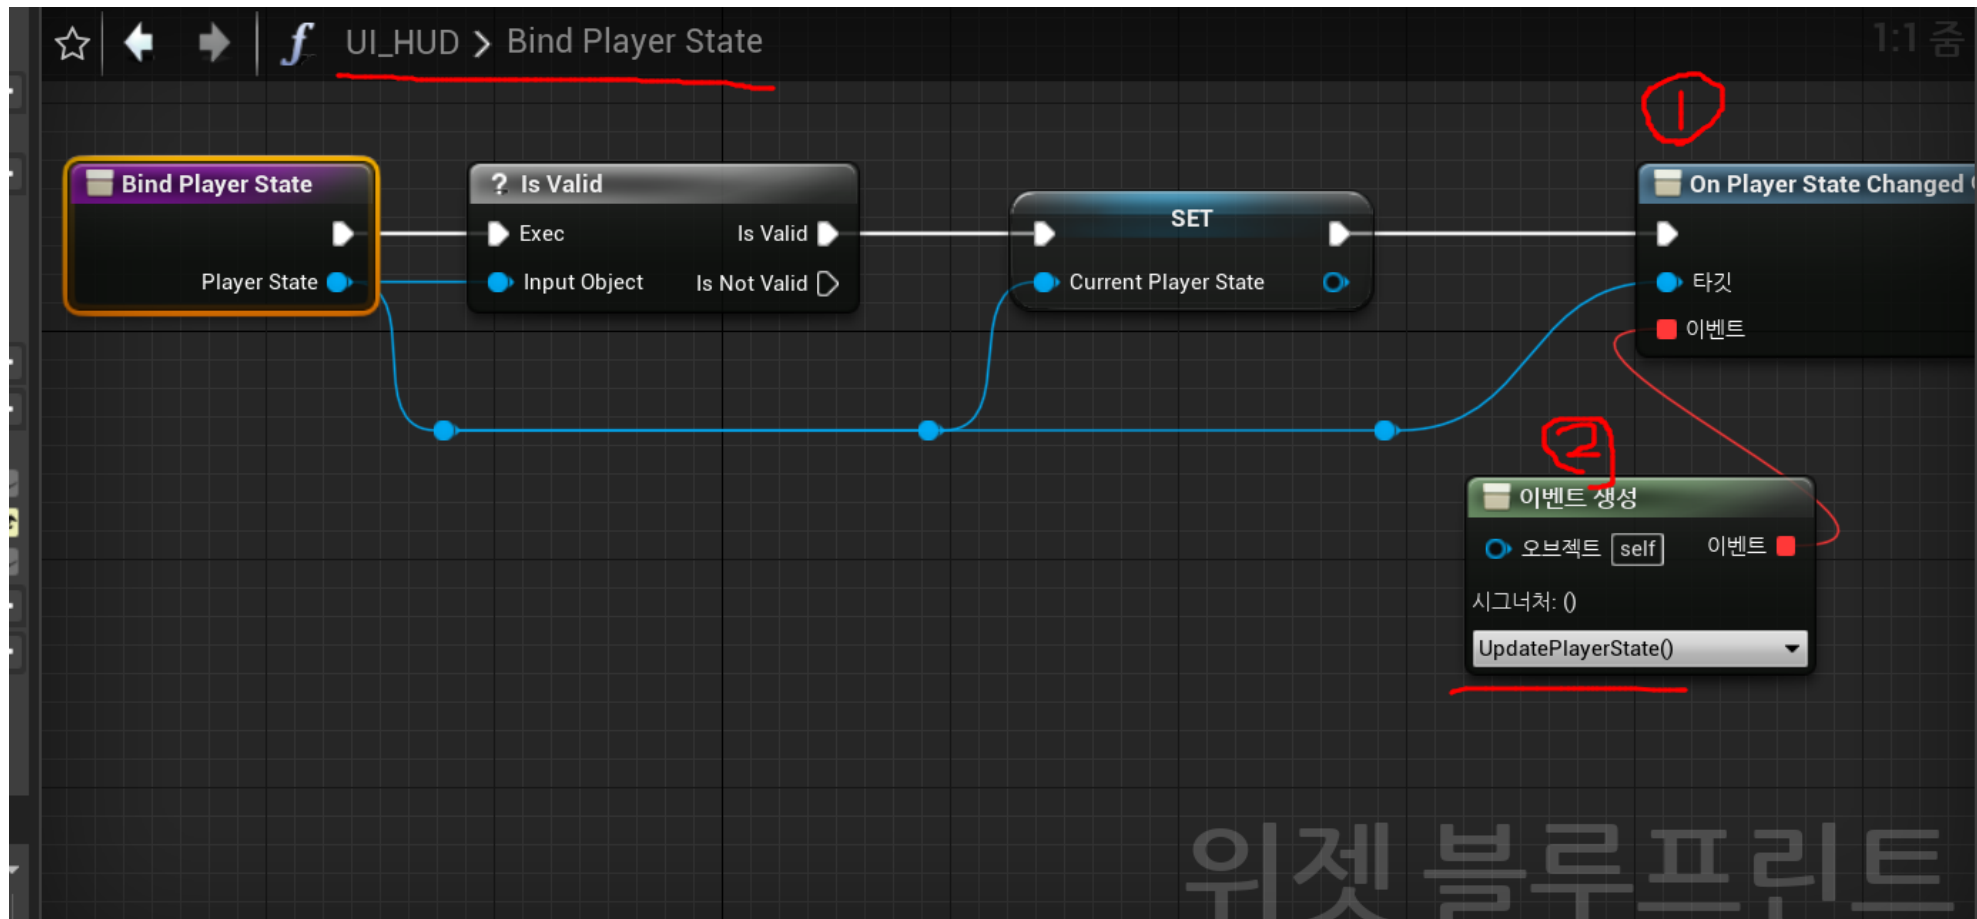 UI_HUD > Bind Player State
1:1 줌
1
Bind Player State
Player State
? Is Valid
Exec
Is Valid
Input Object
Is Not Valid
SET
Current Player State
On Player State Changed
타깃
이벤트
2
이벤트 생성
오브젝트 self
이벤트
시그너처: ()
UpdatePlayerState()
위젯 블루프린트